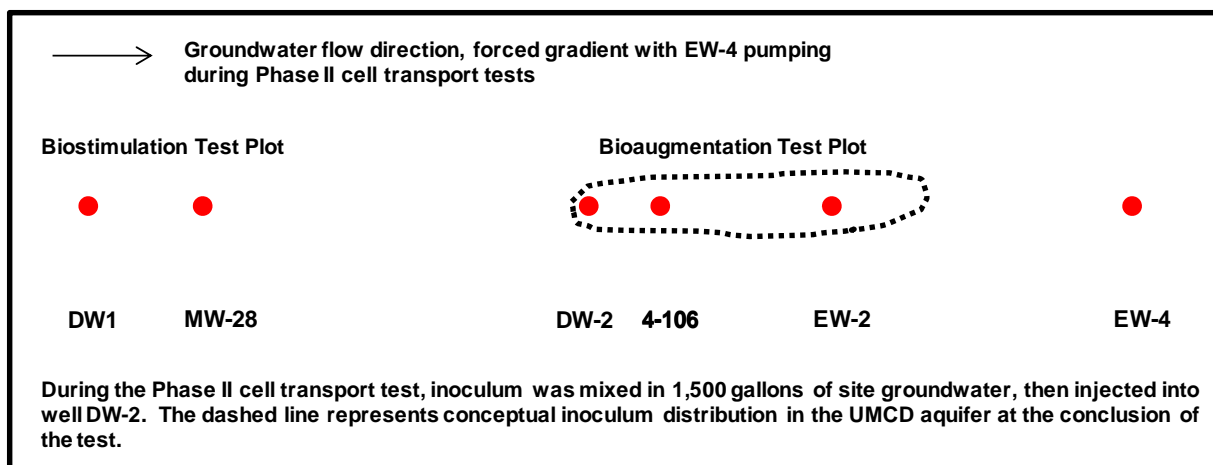 Groundwater flow direction, forced gradient with EW-4 pumping
during Phase II cell transport tests
Biostimulation Test Plot
Bioaugmentation Test Plot
DW1
MW-28
DW-2
4-106
EW-2
EW-4
During the Phase II cell transport test, inoculum was mixed in 1,500 gallons of site groundwater, then injected into
well DW-2. The dashed line represents conceptual inoculum distribution in the UMCD aquifer at the conclusion of
the test.